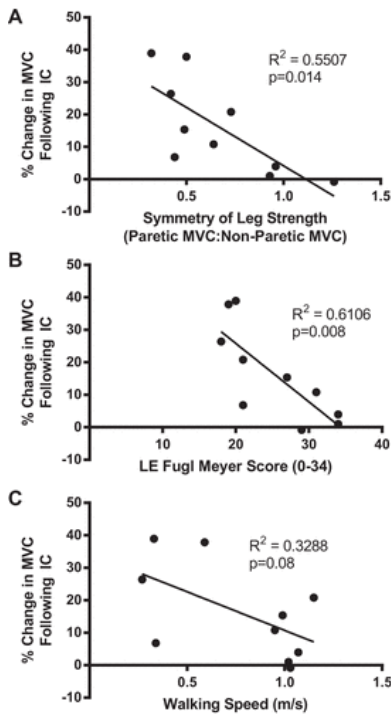 A
% Change in MVC
Following IC
50
40
30
20
10
0
-10
R² = 0.5507
p=0.014
0.5
1.0
1.5
Symmetry of Leg Strength
(Paretic MVC:Non-Paretic MVC)
B
% Change in MVC
Following IC
50
40
30
20
10
0
-10
R² = 0.6106
p=0.008
10
20
30
40
LE Fugl Meyer Score (0-34)
C
% Change in MVC
Following IC
50
40
30
20
10
0
R² = 0.3288
p=0.08
0.5
1.0
1.5
Walking Speed (m/s)
-10